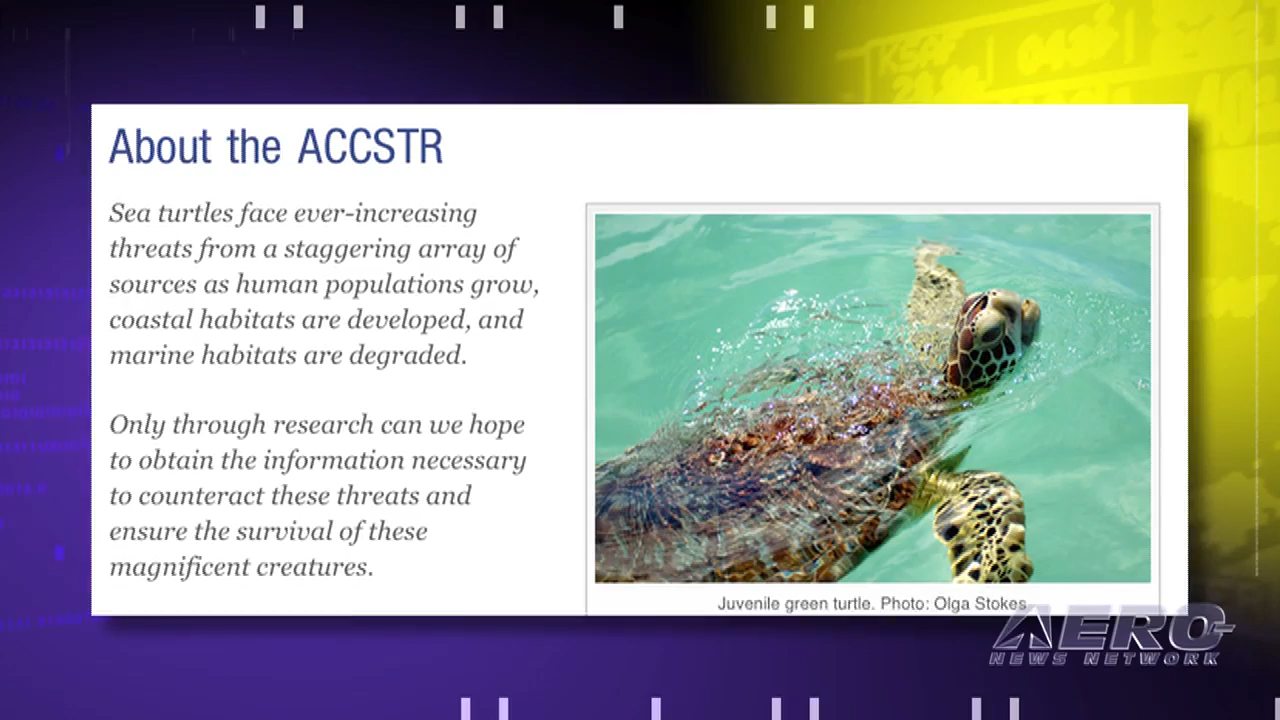 About the ACCSTR
Sea turtles face ever-increasing
threats from a staggering array of
sources as human populations grow,
coastal habitats are developed, and
marine habitats are degraded.
Only through research can we hope
to obtain the information necessary
to counteract these threats and
ensure the survival of these
magnificent creatures.
Juvenile green turtle. Photo: Olga Stokes
AERO
NEWS NETWORK